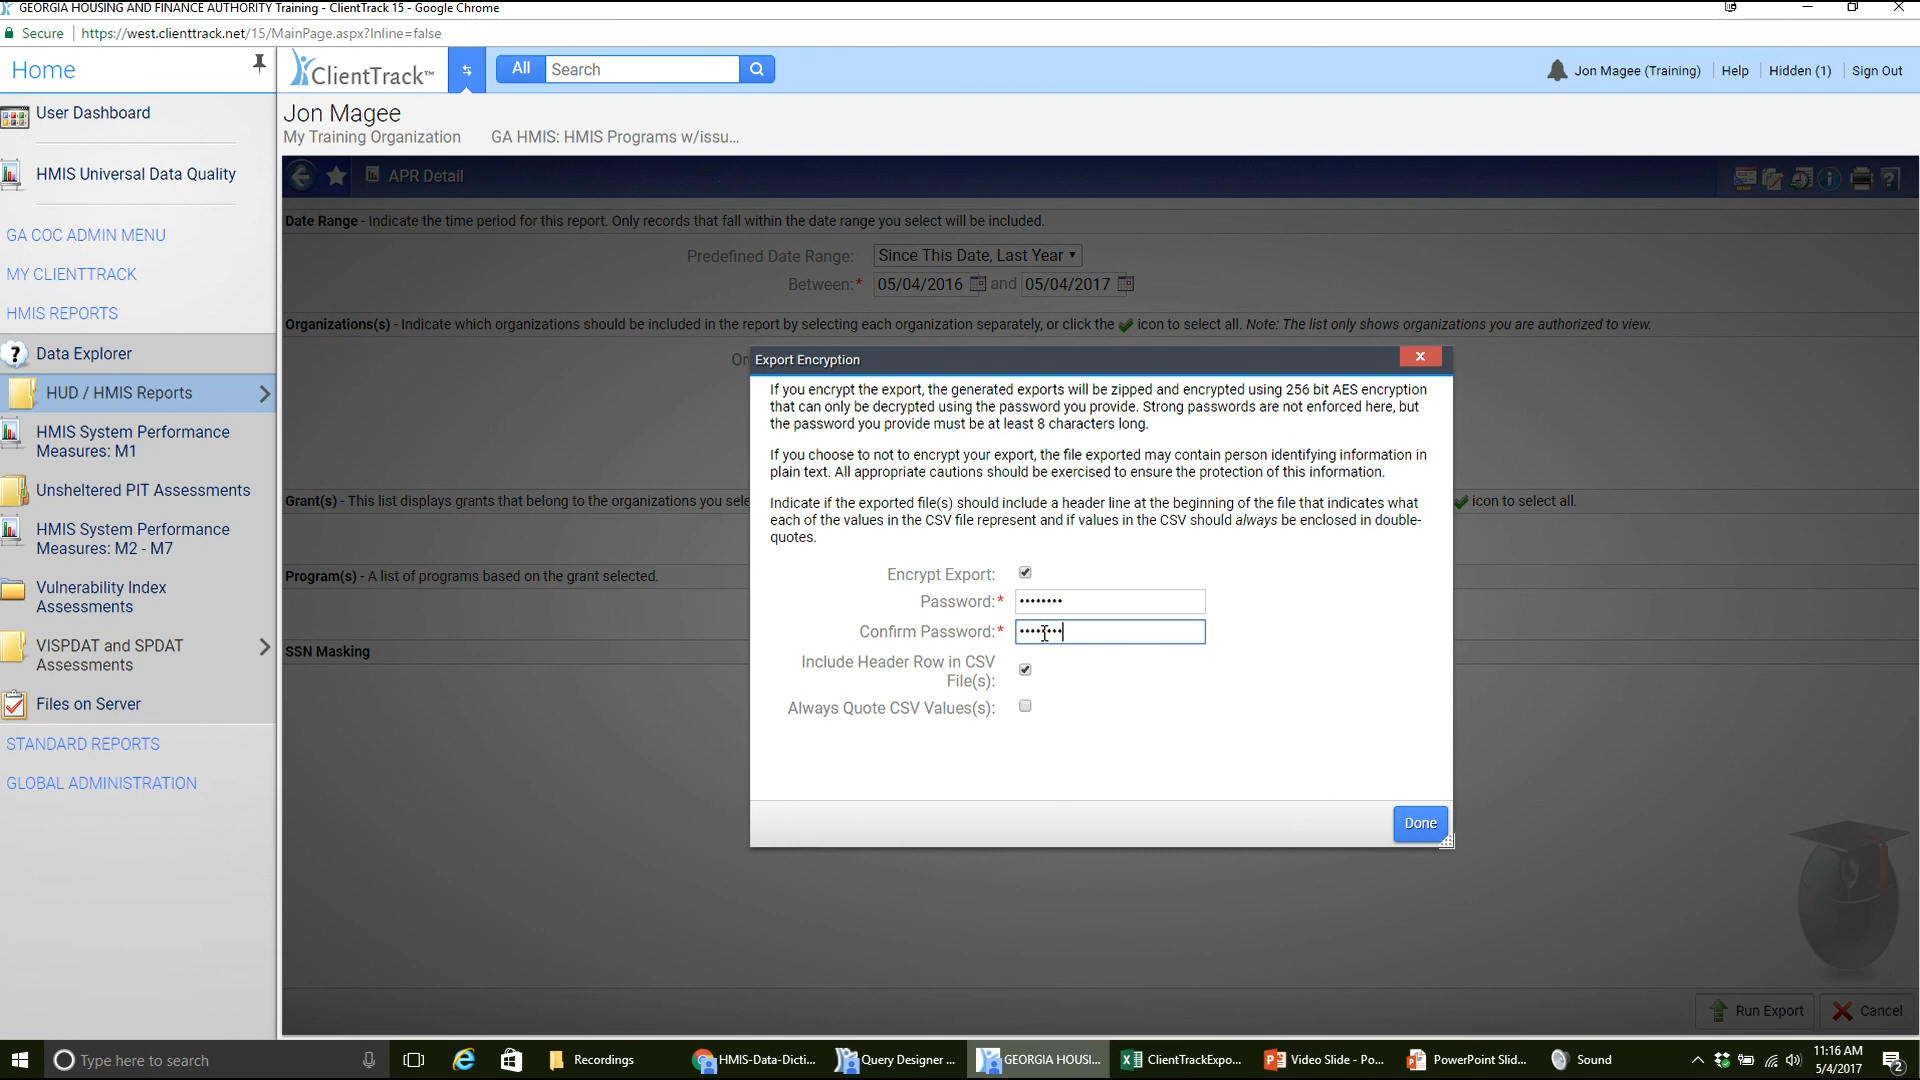 GEORGIA HOUSING AND FINANCE AUTHORITY Training - ClientTrack 15 - Google Chrome
Secure | https://west.clienttrack.net/15/MainPage.aspx?Inline=false
Home
ClientTrack™
All
Search
Jon Magee (Training) | Help | Hidden (1) | Sign Out
User Dashboard
HMIS Universal Data Quality
GA COC ADMIN MENU
MY CLIENTTRACK
HMIS REPORTS
Data Explorer
HUD / HMIS Reports
HMIS System Performance
Measures: M1
Unsheltered PIT Assessments
HMIS System Performance
Measures: M2 - M7
Vulnerability Index
Assessments
VISPDAT and SPDAT
Assessments
Files on Server
STANDARD REPORTS
GLOBAL ADMINISTRATION
Jon Magee
My Training Organization GA HMIS: HMIS Programs w/issu...
APR Detail
Date Range - Indicate the time period for this report. Only records that fall within the date range you select will be included.
Predefined Date Range: Since This Date, Last Year
Between:* 05/04/2016 and 05/04/2017
Organizations(s) - Indicate which organizations should be included in the report by selecting each organization separately, or click the icon to select all. Note: The list only shows organizations you are authorized to view.
Or
Grant(s) - This list displays grants that belong to the organizations you sele
icon to select all.
Program(s) - A list of programs based on the grant selected.
SSN Masking
Export Encryption
If you encrypt the export, the generated exports will be zipped and encrypted using 256 bit AES encryption
that can only be decrypted using the password you provide. Strong passwords are not enforced here, but
the password you provide must be at least 8 characters long.
If you choose to not to encrypt your export, the file exported may contain person identifying information in
plain text. All appropriate cautions should be exercised to ensure the protection of this information.
Indicate if the exported file(s) should include a header line at the beginning of the file that indicates what
each of the values in the CSV file represent and if values in the CSV should always be enclosed in double-
quotes.
Encrypt Export:
Password:* ••••••••
Confirm Password:* ••••••••
Include Header Row in CSV
File(s):
Always Quote CSV Values(s):
Done
Run Export
Cancel
Type here to search
Recordings
HMIS-Data-Dicti...
Query Designer ...
GEORGIA HOUSI...
ClientTrackExpo...
Video Slide - Po...
PowerPoint Slid...
Sound
11:16 AM
5/4/2017
2